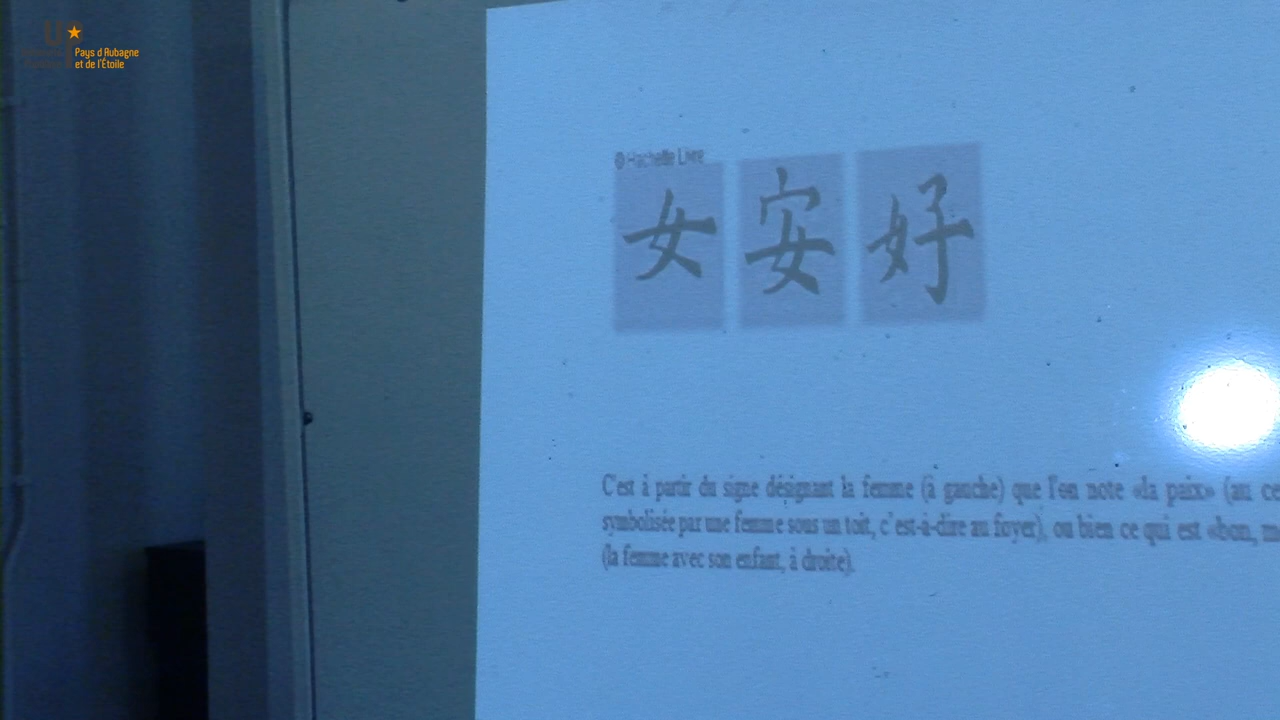 Pays d'Aubagne
et de l'Étoile
© Hachette Livre
女 安 好
C'est à partir du signe désignant la femme (à gauche) que l'on note «la paix» (au ce
symbolisée par une femme sous un toit, c'est-à-dire au foyer), ou bien ce qui est «bon, m
(la femme avec son enfant, à droite).